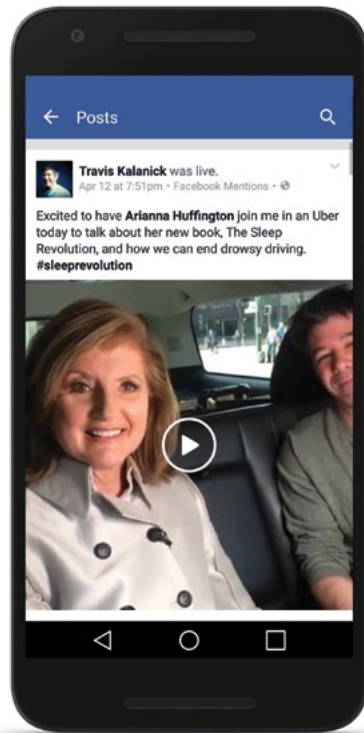 Posts
Travis Kalanick was live.
Apr 12 at 7:51pm • Facebook Mentions •
Excited to have Arianna Huffington join me in an Uber
today to talk about her new book, The Sleep
Revolution, and how we can end drowsy driving.
#sleeprevolution